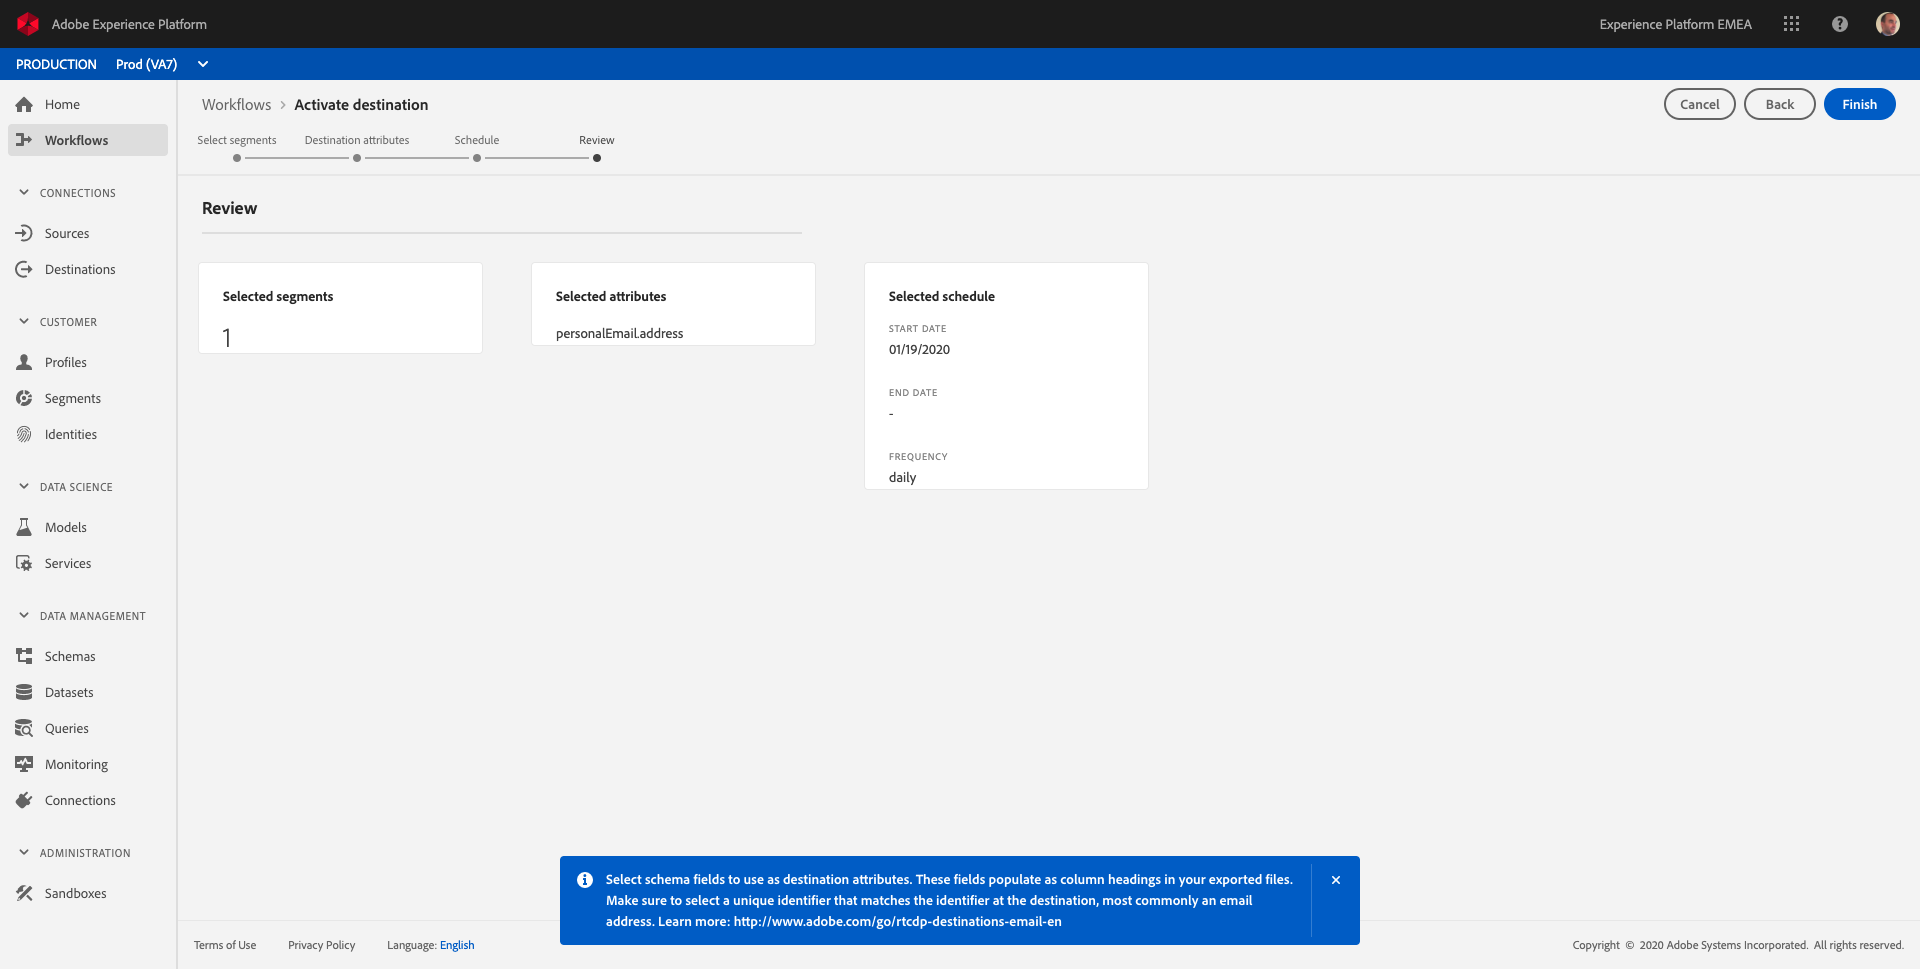 Adobe Experience Platform
Experience Platform EMEA
PRODUCTION Prod (VA7)
Home
Workflows
CONNECTIONS
Sources
Destinations
CUSTOMER
Profiles
Segments
Identities
DATA SCIENCE
Models
Services
DATA MANAGEMENT
Schemas
Datasets
Queries
Monitoring
Connections
ADMINISTRATION
Sandboxes
Workflows > Activate destination
Cancel Back Finish
Select segments Destination attributes Schedule Review
Review
Selected segments
1
Selected attributes
personalEmail.address
Selected schedule
START DATE
01/19/2020
END DATE
-
FREQUENCY
daily
Select schema fields to use as destination attributes. These fields populate as column headings in your exported files.
Make sure to select a unique identifier that matches the identifier at the destination, most commonly an email
address. Learn more: http://www.adobe.com/go/rtcdp-destinations-email-en
Terms of Use Privacy Policy Language: English
Copyright © 2020 Adobe Systems Incorporated. All rights reserved.